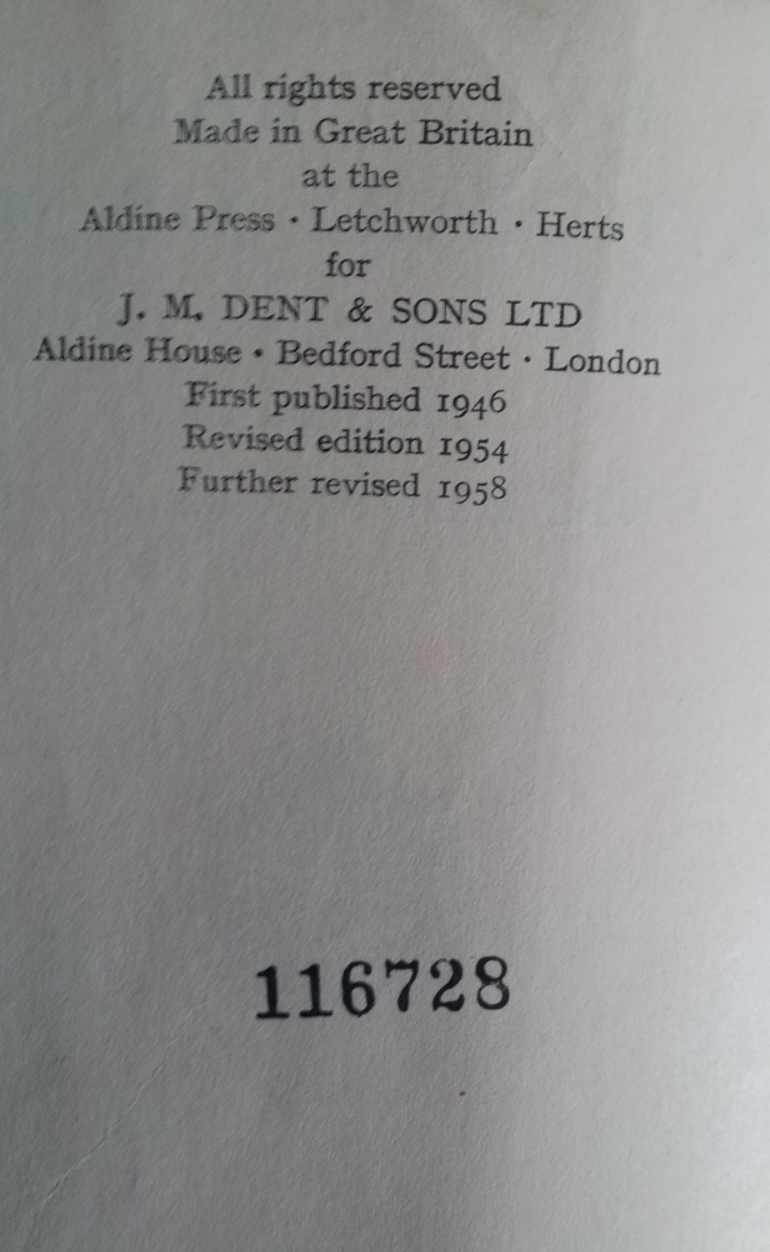 All rights reserved
Made in Great Britain
at the
Aldine Press · Letchworth · Herts
for
J. M. DENT & SONS LTD
Aldine House · Bedford Street · London
First published 1946
Revised edition 1954
Further revised 1958
116728